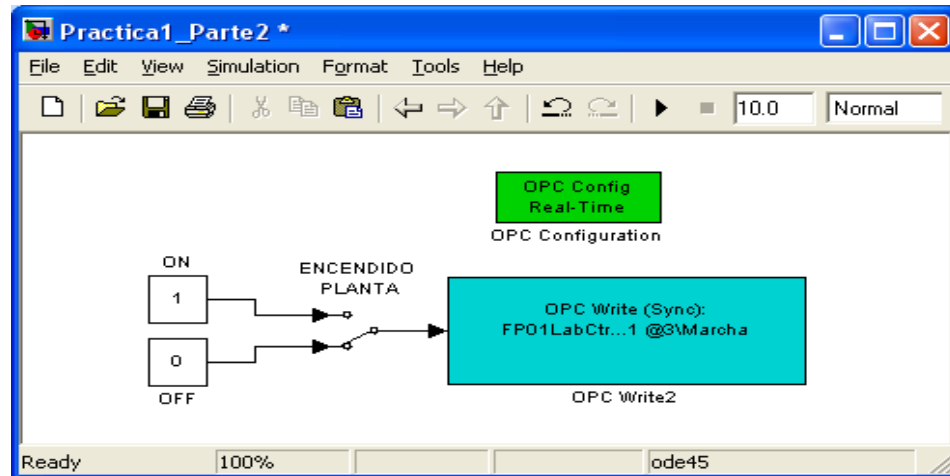 Practica1_Parte2 *
File Edit View Simulation Format Tools Help
10.0 Normal
OPC Config
Real-Time
OPC Configuration
ON
1
ENCENDIDO
PLANTA
OPC Write (Sync):
FP01LabCtr...1 @3\Marcha
0
OFF
OPC Write2
Ready 100% ode45